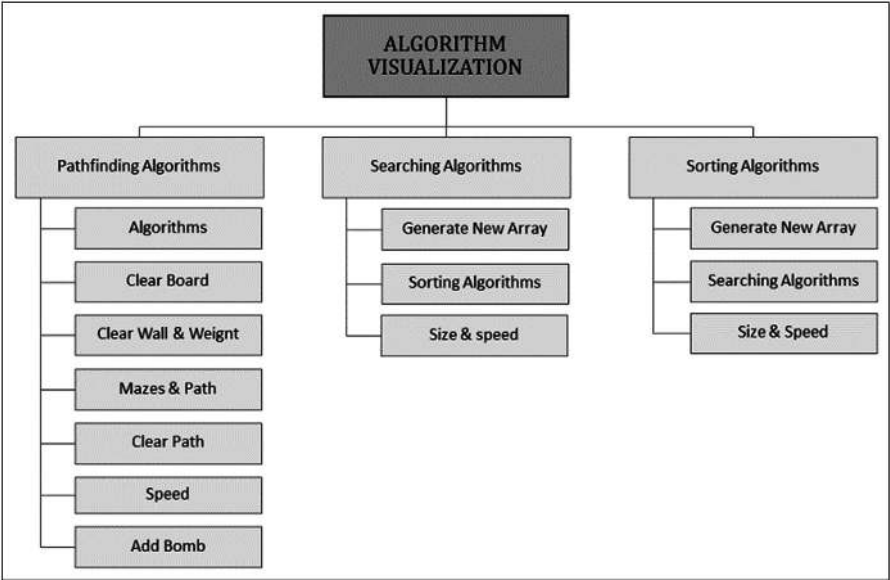 ALGORITHM
VISUALIZATION
Pathfinding Algorithms
Algorithms
Clear Board
Clear Wall & Weignt
Mazes & Path
Clear Path
Speed
Add Bomb
Searching Algorithms
Generate New Array
Sorting Algorithms
Size & speed
Sorting Algorithms
Generate New Array
Searching Algorithms
Size & Speed